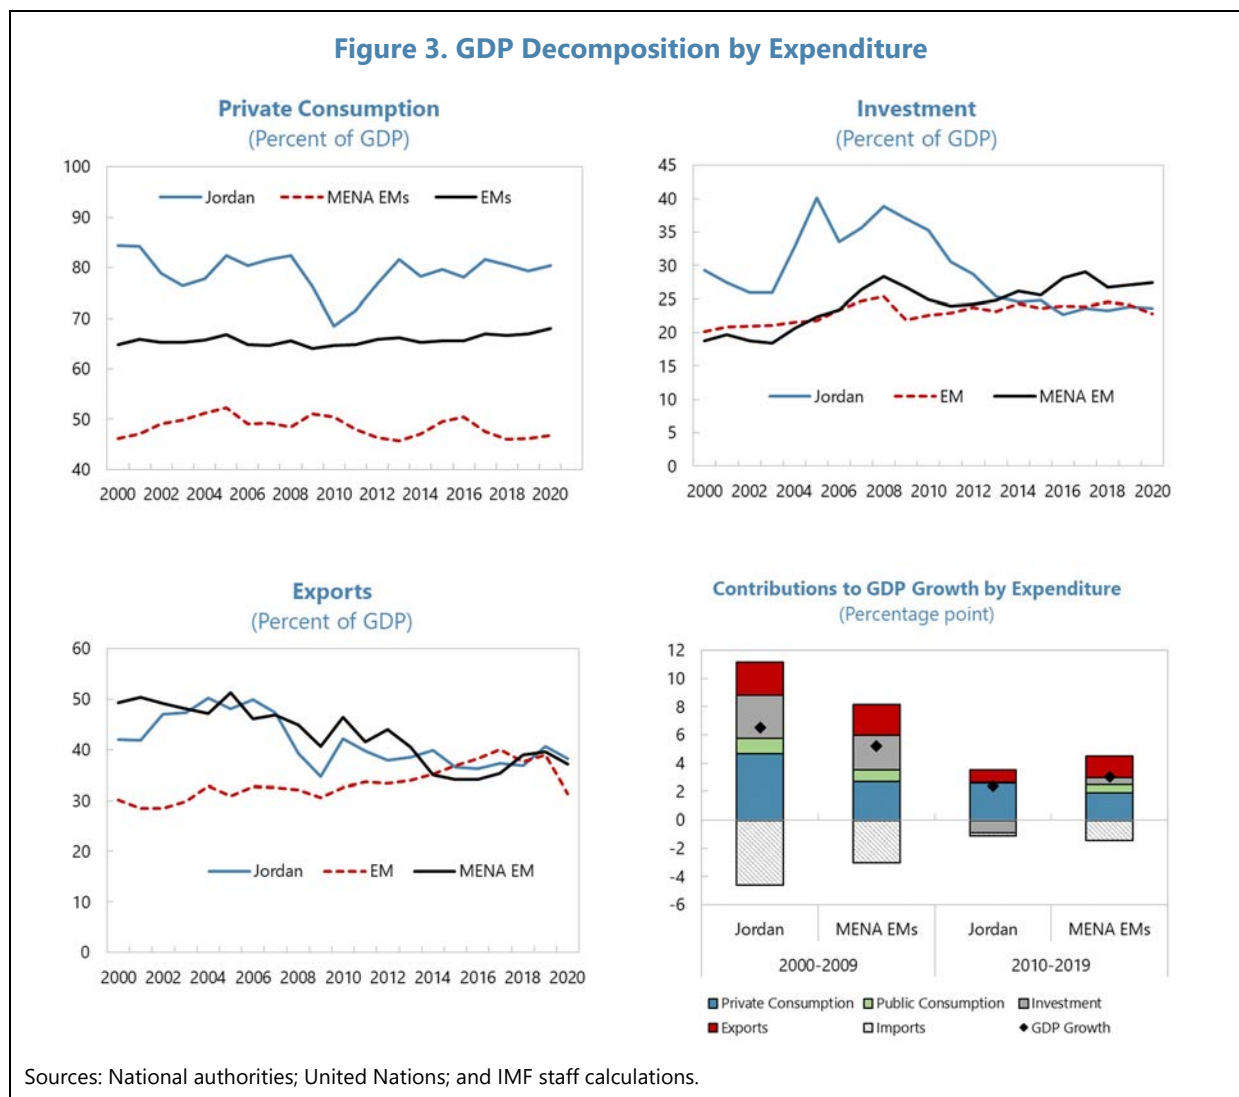 Figure 3. GDP Decomposition by Expenditure
Private Consumption
(Percent of GDP)
100
90
80
70
60
50
40
Jordan MENA EMs EMs
2000 2002 2004 2006 2008 2010 2012 2014 2016 2018 2020
Investment
(Percent of GDP)
45
40
35
30
25
20
15
10
5
0
Jordan EM MENA EM
2000 2002 2004 2006 2008 2010 2012 2014 2016 2018 2020
Exports
(Percent of GDP)
60
50
40
30
20
10
0
Jordan EM MENA EM
2000 2002 2004 2006 2008 2010 2012 2014 2016 2018 2020
Contributions to GDP Growth by Expenditure
(Percentage point)
12
10
8
6
4
2
0
-2
-4
-6
Jordan MENA EMs Jordan MENA EMs
2000-2009 2010-2019
Private Consumption Public Consumption Investment
Exports Imports GDP Growth
Sources: National authorities; United Nations; and IMF staff calculations.